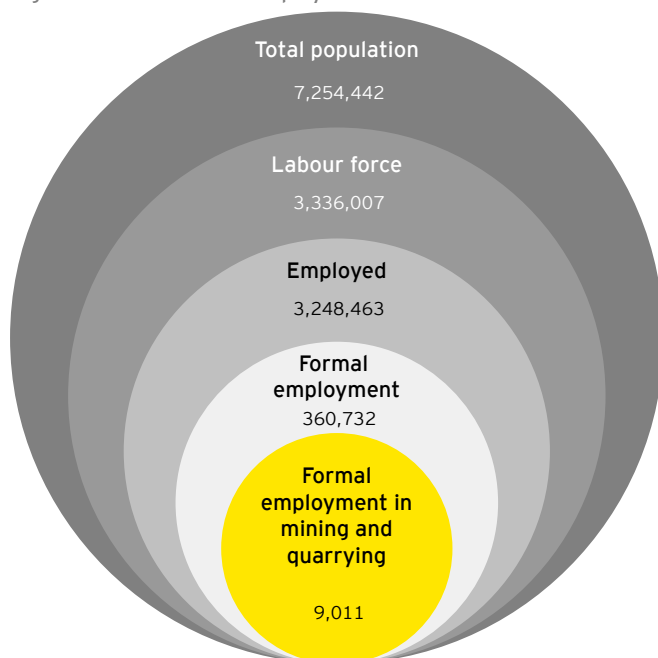 Total population
7,254,442
Labour force
3,336,007
Employed
3,248,463
Formal
employment
360,732
Formal
employment in
mining and
quarrying
9,011